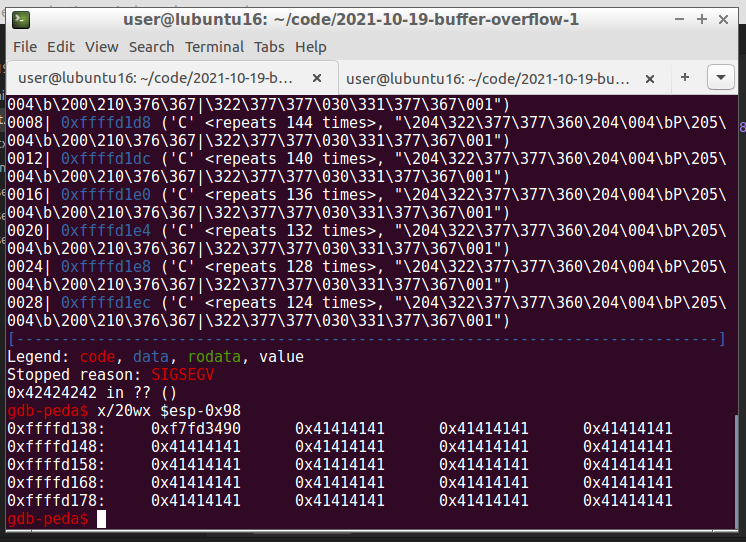 user@lubuntu16: ~/code/2021-10-19-buffer-overflow-1
File Edit View Search Terminal Tabs Help
user@lubuntu16: ~/code/2021-10-19-b... × user@lubuntu16: ~/code/2021-10-19-bu... × +
004\b\200\210\376\367|\322\377\377\030\331\377\367\001")
0008| 0xffffd1d8 ('C' <repeats 144 times>, "\204\322\377\377\360\204\004\bP\205\
004\b\200\210\376\367|\322\377\377\030\331\377\367\001")
0012| 0xffffd1dc ('C' <repeats 140 times>, "\204\322\377\377\360\204\004\bP\205\
004\b\200\210\376\367|\322\377\377\030\331\377\367\001")
0016| 0xffffd1e0 ('C' <repeats 136 times>, "\204\322\377\377\360\204\004\bP\205\
004\b\200\210\376\367|\322\377\377\030\331\377\367\001")
0020| 0xffffd1e4 ('C' <repeats 132 times>, "\204\322\377\377\360\204\004\bP\205\
004\b\200\210\376\367|\322\377\377\030\331\377\367\001")
0024| 0xffffd1e8 ('C' <repeats 128 times>, "\204\322\377\377\360\204\004\bP\205\
004\b\200\210\376\367|\322\377\377\030\331\377\367\001")
0028| 0xffffd1ec ('C' <repeats 124 times>, "\204\322\377\377\360\204\004\bP\205\
004\b\200\210\376\367|\322\377\377\030\331\377\367\001")
[------------------------------------------------------------------------------]
Legend: code, data, rodata, value
Stopped reason: SIGSEGV
0x42424242 in ?? ()
gdb-peda$ x/20wx $esp-0x98
0xffffd138: 0xf7fd3490 0x41414141 0x41414141 0x41414141
0xffffd148: 0x41414141 0x41414141 0x41414141 0x41414141
0xffffd158: 0x41414141 0x41414141 0x41414141 0x41414141
0xffffd168: 0x41414141 0x41414141 0x41414141 0x41414141
0xffffd178: 0x41414141 0x41414141 0x41414141 0x41414141
gdb-peda$